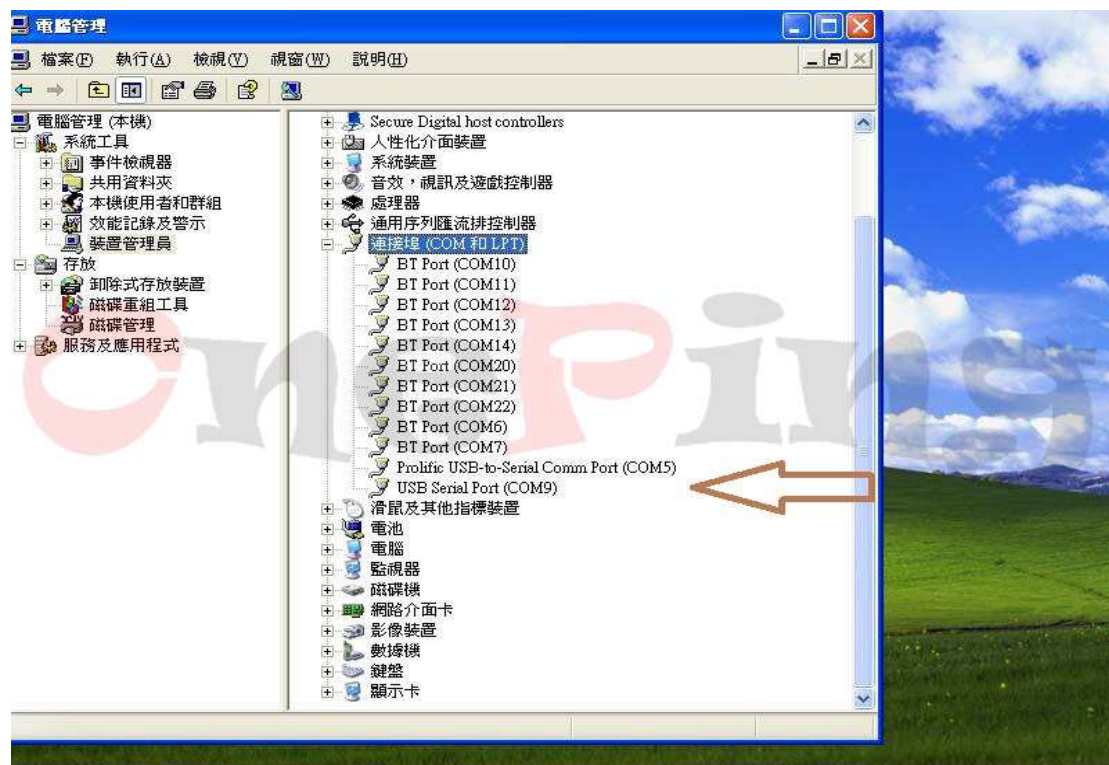 電腦管理
檔案(F) 執行(A) 檢視(V) 視窗(W) 說明(H)
電腦管理 (本機)
系統工具
事件檢視器
共用資料夾
本機使用者和群組
效能記錄及警示
裝置管理員
存放
卸除式存放裝置
磁碟重組工具
磁碟管理
服務及應用程式
Secure Digital host controllers
人性化介面裝置
系統裝置
音效，視訊及遊戲控制器
處理器
通用序列匯流排控制器
連接埠 (COM 和 LPT)
BT Port (COM10)
BT Port (COM11)
BT Port (COM12)
BT Port (COM13)
BT Port (COM14)
BT Port (COM20)
BT Port (COM21)
BT Port (COM22)
BT Port (COM6)
BT Port (COM7)
Prolific USB-to-Serial Comm Port (COM5)
USB Serial Port (COM9)
滑鼠及其他指標裝置
電池
電腦
監視器
磁碟機
網路介面卡
影像裝置
數據機
鍵盤
顯示卡
OnePing